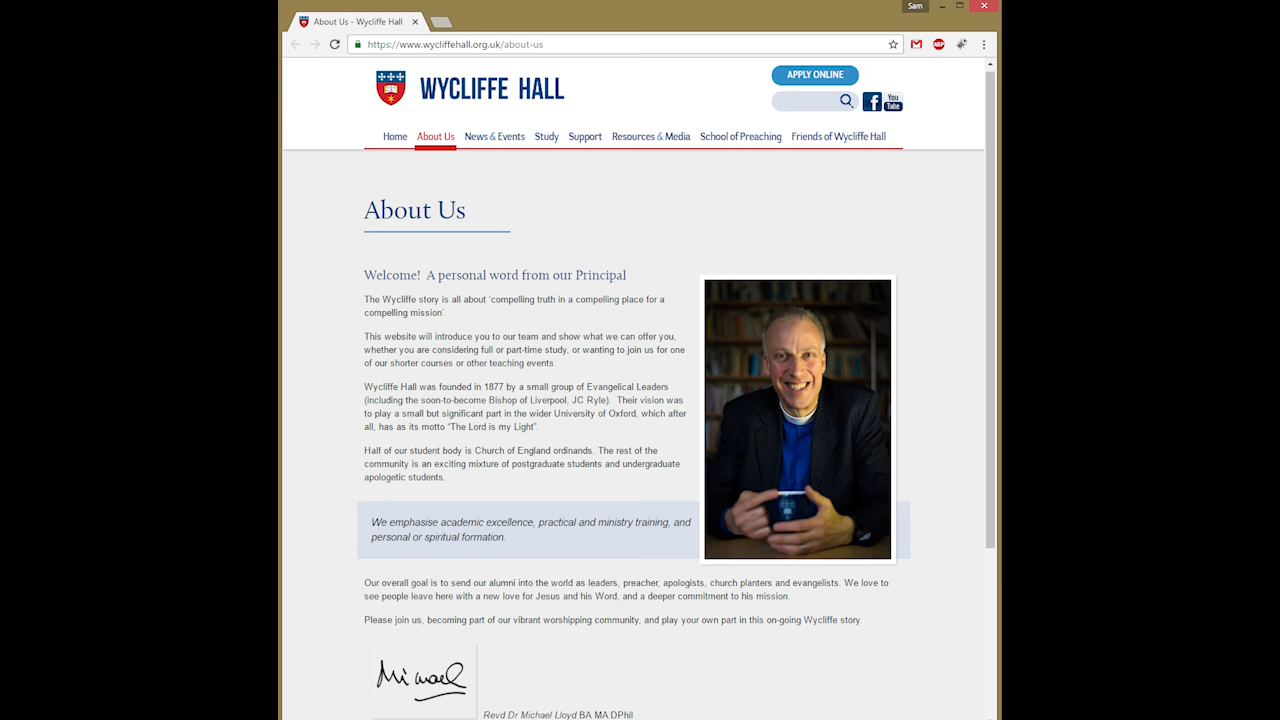 Sam
About Us - Wycliffe Hall
https://www.wycliffehall.org.uk/about-us
ABP
WYCLIFFE HALL
APPLY ONLINE
f You Tube
Home About Us News & Events Study Support Resources & Media School of Preaching Friends of Wycliffe Hall
About Us
Welcome! A personal word from our Principal
The Wycliffe story is all about 'compelling truth in a compelling place for a
compelling mission'.
This website will introduce you to our team and show what we can offer you,
whether you are considering full or part-time study, or wanting to join us for one
of our shorter courses or other teaching events.
Wycliffe Hall was founded in 1877 by a small group of Evangelical Leaders
(including the soon-to-become Bishop of Liverpool, JC Ryle). Their vision was
to play a small but significant part in the wider University of Oxford, which after
all, has as its motto "The Lord is my Light".
Half of our student body is Church of England ordinands. The rest of the
community is an exciting mixture of postgraduate students and undergraduate
apologetic students.
We emphasise academic excellence, practical and ministry training, and
personal or spiritual formation.
Our overall goal is to send our alumni into the world as leaders, preacher, apologists, church planters and evangelists. We love to
see people leave here with a new love for Jesus and his Word, and a deeper commitment to his mission.
Please join us, becoming part of our vibrant worshipping community, and play your own part in this on-going Wycliffe story.
Michael
Revd Dr Michael Lloyd BA MA DPhil